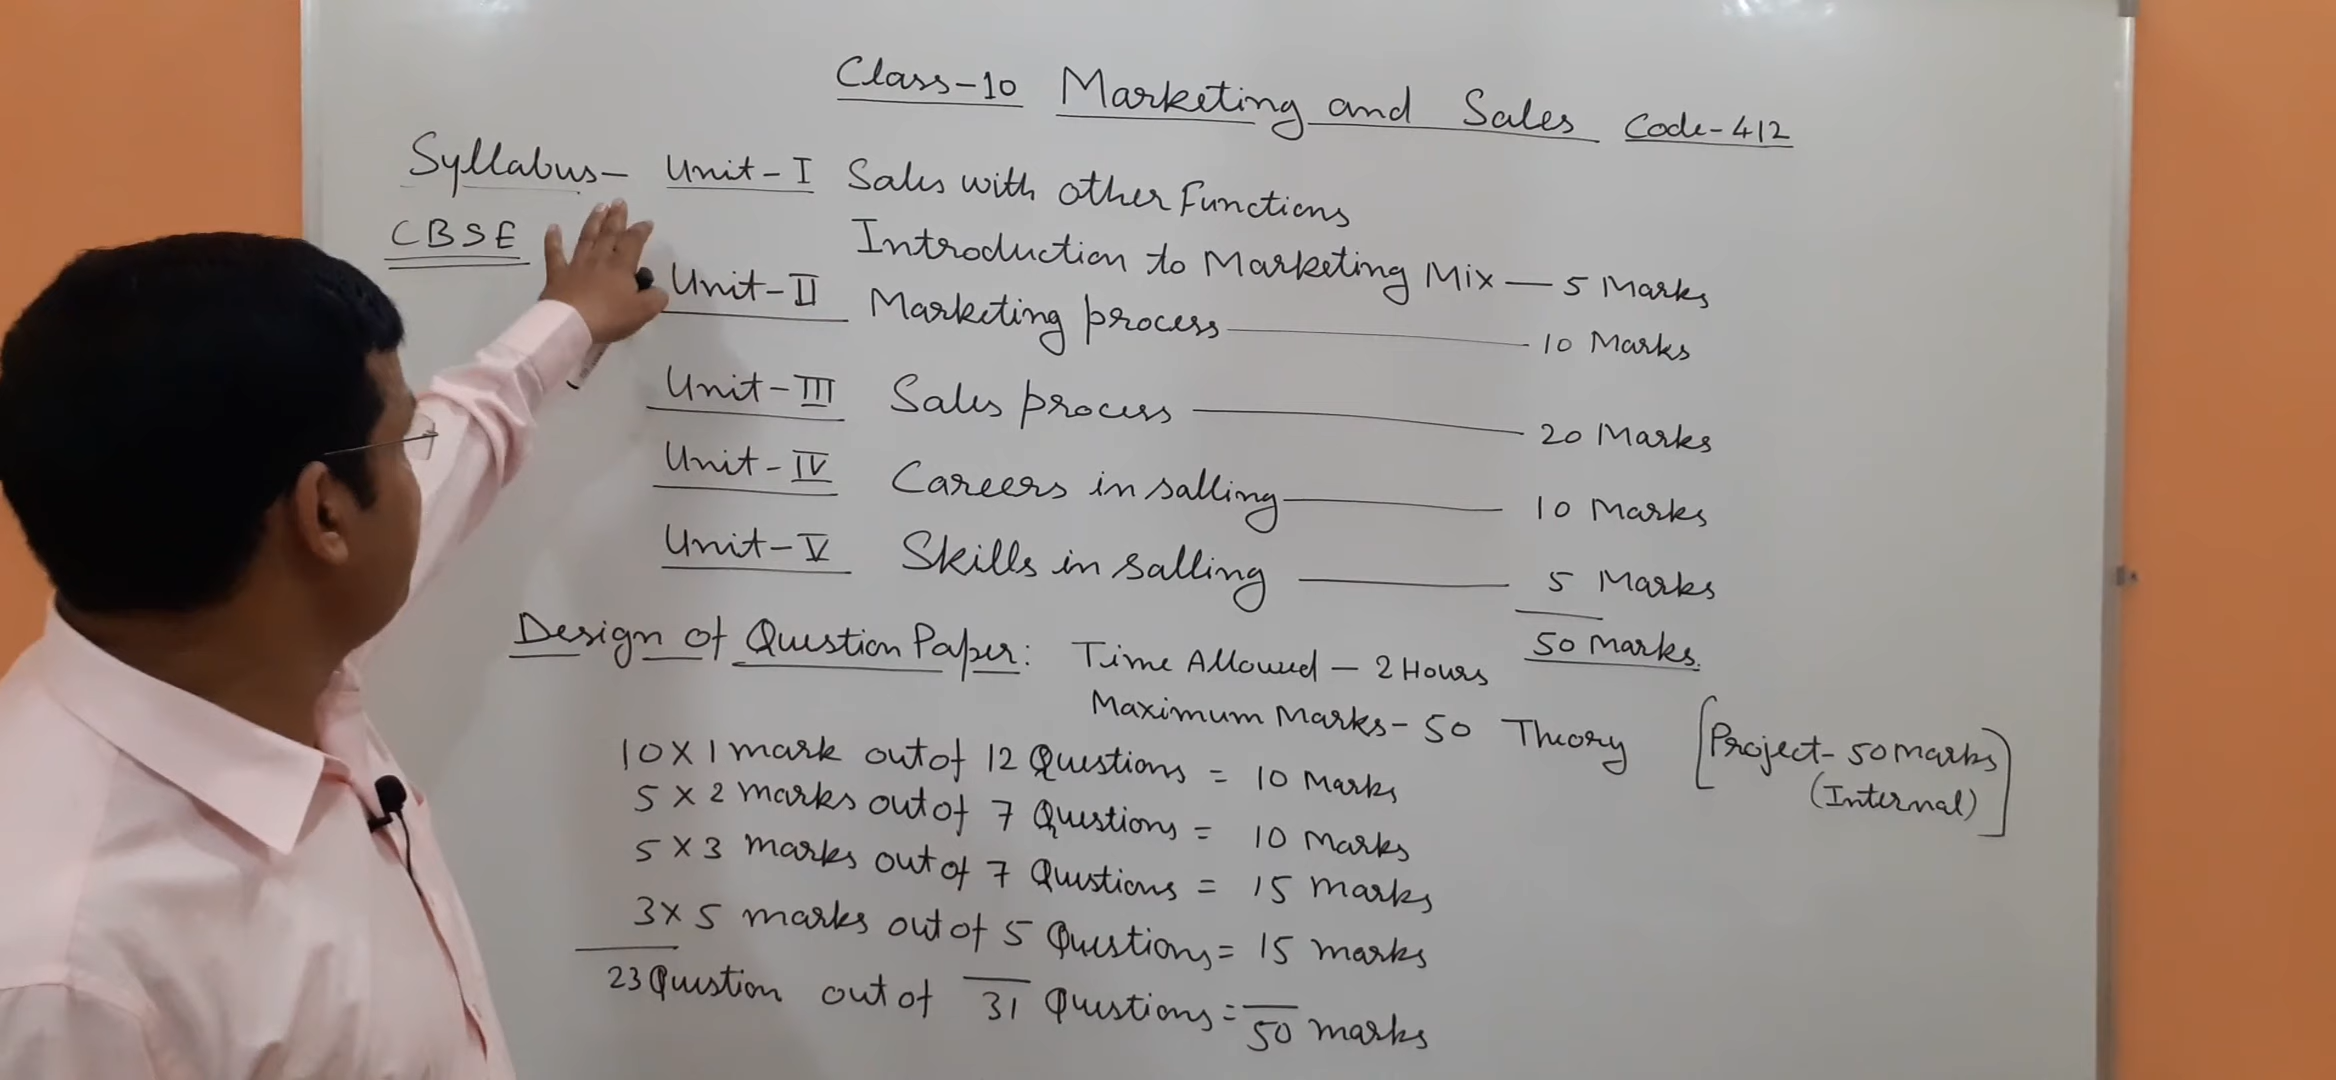 Class-10 Marketing and Sales Code-412
Syllabus- Unit-I Sales with other Functions
CBSE
Introduction to Marketing Mix — 5 Marks
Unit-II Marketing process — 10 Marks
Unit-III Sales process — 20 Marks
Unit-IV Careers in salling — 10 Marks
Unit-V Skills in salling — 5 Marks
50 Marks.
Design of Question Paper: Time Allowed - 2 Hours
Maximum Marks - 50 Theory [Project - 50 marks
(Internal)]
10 X 1 mark out of 12 Questions = 10 Marks
5 X 2 marks out of 7 Questions = 10 Marks
5 X 3 marks out of 7 Questions = 15 Marks
3 X 5 marks out of 5 Questions = 15 marks
23 Question out of 31 Questions = 50 marks